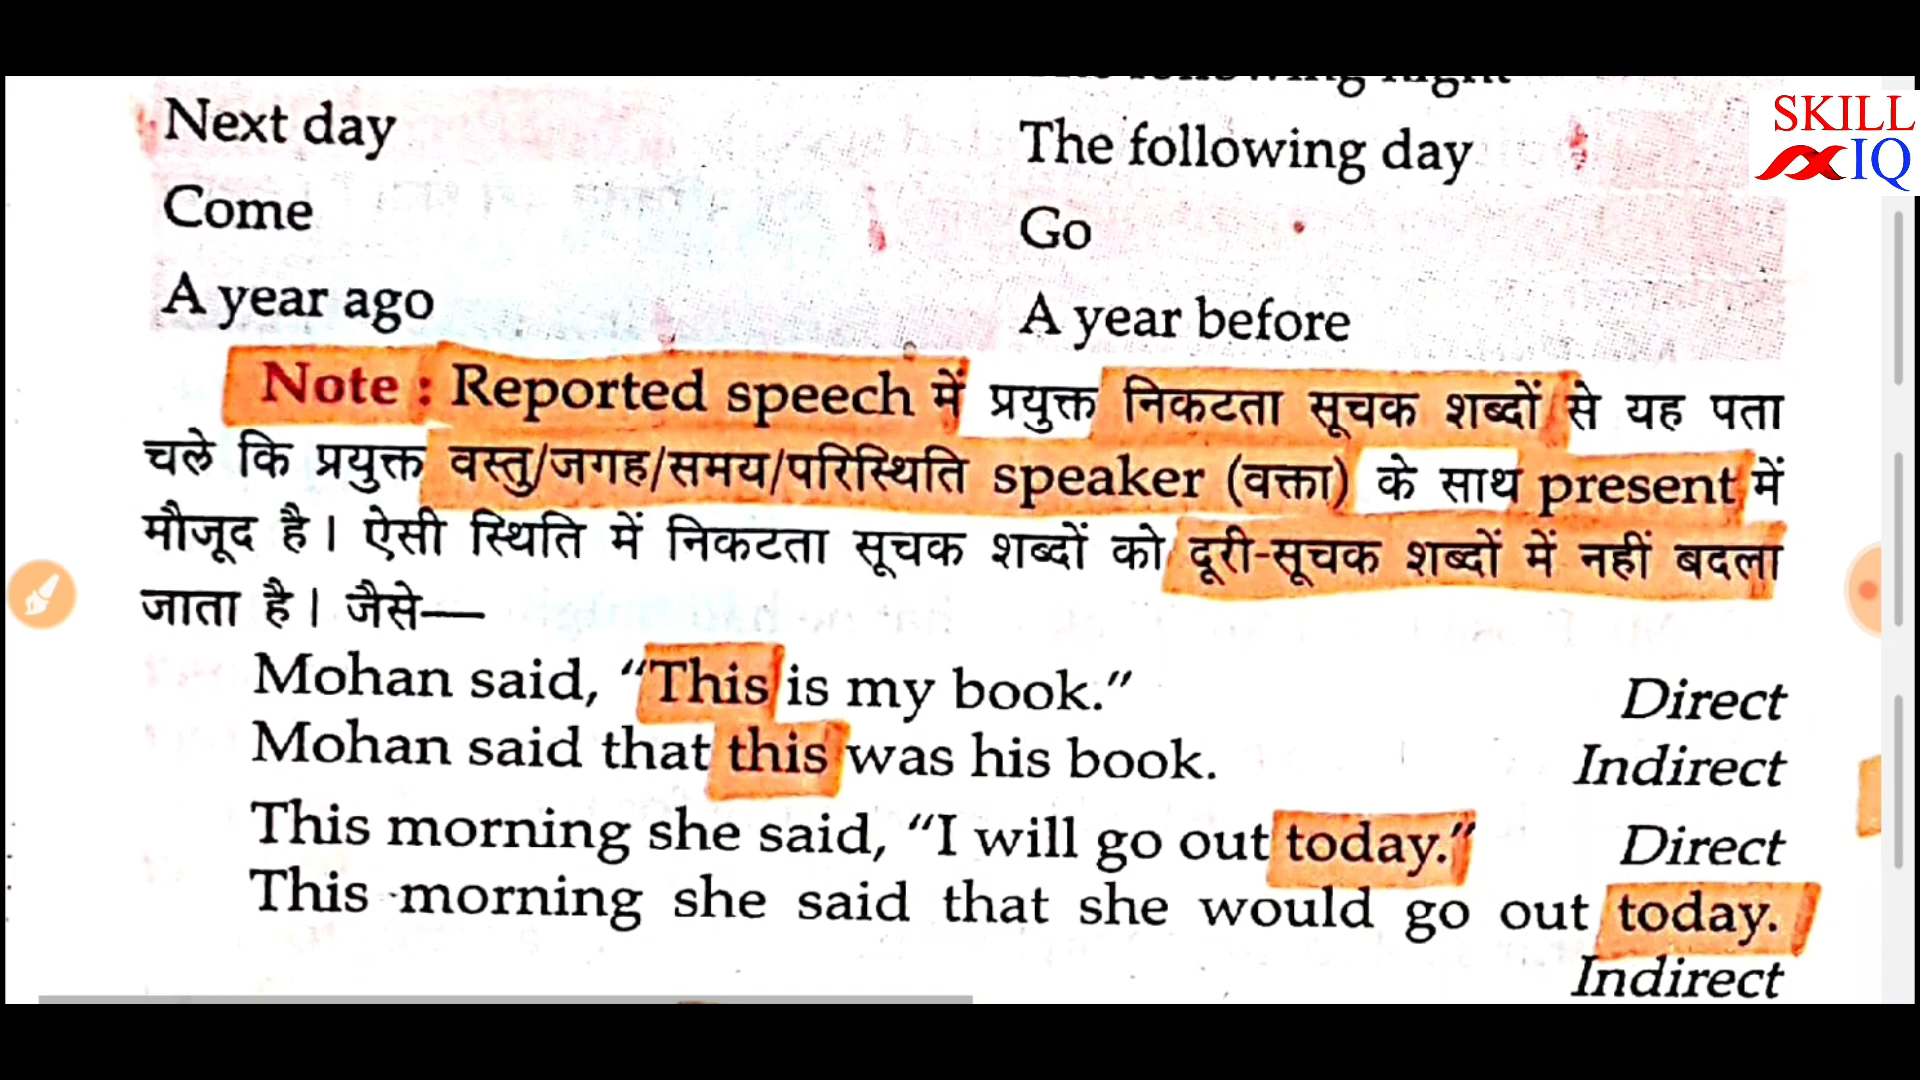 The following night
Next day The following day
Come Go
A year ago A year before
Note : Reported speech में प्रयुक्त निकटता सूचक शब्दों से यह पता
चले कि प्रयुक्त वस्तु/जगह/समय/परिस्थिति speaker (वक्ता) के साथ present में
मौजूद है। ऐसी स्थिति में निकटता सूचक शब्दों को दूरी-सूचक शब्दों में नहीं बदला
जाता है। जैसे—
Mohan said, “This is my book.” Direct
Mohan said that this was his book. Indirect
This morning she said, “I will go out today.” Direct
This morning she said that she would go out today.
Indirect
SKILL
IQ